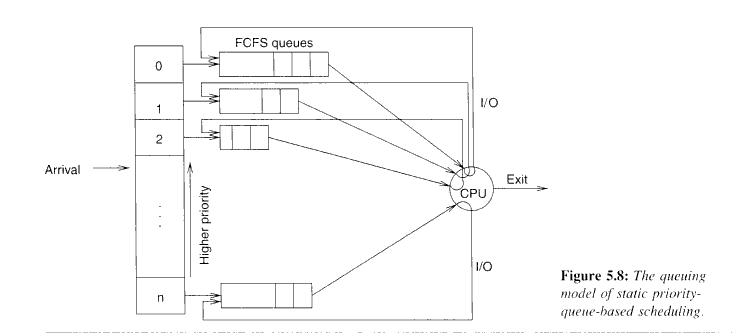 FCFS queues
0
1
I/O
2
Arrival
Higher priority
CPU
Exit
I/O
n
Figure 5.8: The queuing
model of static priority-
queue-based scheduling.